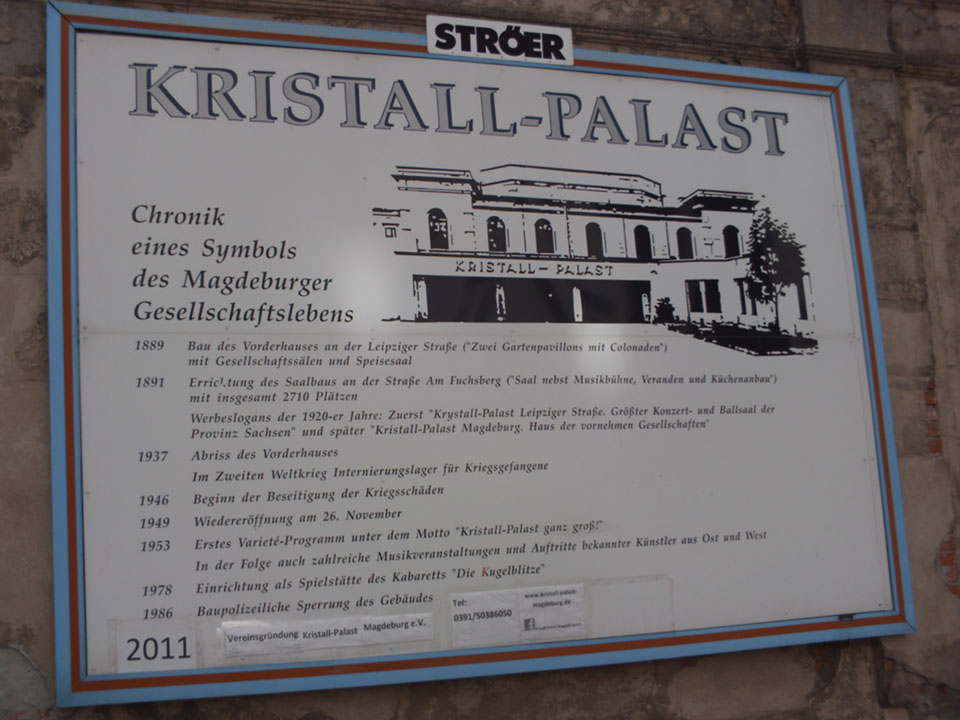 STRÖER
KRISTALL-PALAST
KRISTALL-PALAST
Chronik
eines Symbols
des Magdeburger
Gesellschaftslebens
1889 Bau des Vorderhauses an der Leipziger Straße ("Zwei Gartenpavillons mit Colonaden")
mit Gesellschaftssälen und Speisesaal
1891 Errichtung des Saalbaus an der Straße Am Fuchsberg ("Saal nebst Musikbühne, Veranden und Küchenanbau")
mit insgesamt 2710 Plätzen
Werbeslogans der 1920-er Jahre: Zuerst "Krystall-Palast Leipziger Straße. Größter Konzert- und Ballsaal der
Provinz Sachsen" und später "Kristall-Palast Magdeburg. Haus der vornehmen Gesellschaften"
1937 Abriss des Vorderhauses
Im Zweiten Weltkrieg Internierungslager für Kriegsgefangene
1946 Beginn der Beseitigung der Kriegsschäden
1949 Wiedereröffnung am 26. November
1953 Erstes Varieté-Programm unter dem Motto "Kristall-Palast ganz groß!"
In der Folge auch zahlreiche Musikveranstaltungen und Auftritte bekannter Künstler aus Ost und West
1978 Einrichtung als Spielstätte des Kabaretts "Die Kugelblitze"
1986 Baupolizeiliche Sperrung des Gebäudes
2011 Vereinsgründung Kristall-Palast Magdeburg e.V.
Tel:
0391/50386050
www.kristall-palast-
magdeburg.de